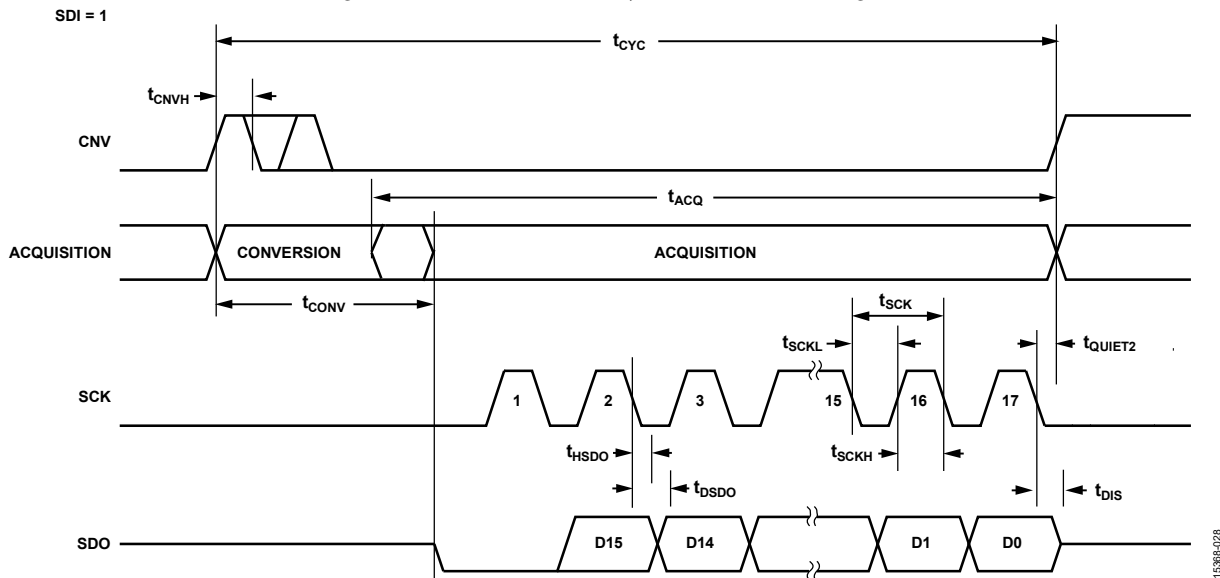 SDI = 1
tCYC
tCNVH
CNV
tACQ
ACQUISITION
CONVERSION
ACQUISITION
tCONV
tSCK
tSCKL
tQUIET2
SCK
1
2
3
15
16
17
tHSDO
tSCKH
tDSDO
tDIS
SDO
D15
D14
D1
D0
15368-028